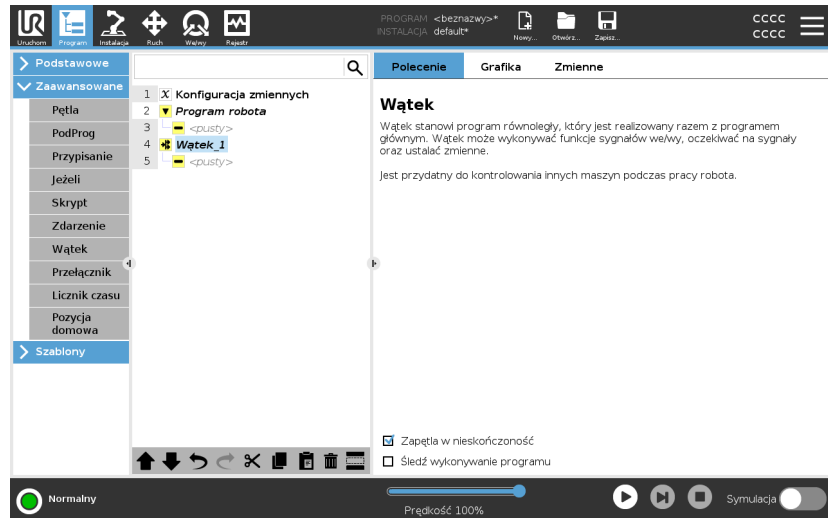 PROGRAM <beznazwy>*
INSTALACJA default*
cccc
cccc
Uruchom Program Instalacja Ruch We/wy Rejestr Nowy... Otwórz... Zapisz...
Podstawowe
Zaawansowane
Pętla
PodProg
Przypisanie
Jeżeli
Skrypt
Zdarzenie
Wątek
Przełącznik
Licznik czasu
Pozycja
domowa
Szablony
1 X Konfiguracja zmiennych
2 Program robota
3 <pusty>
4 Wątek_1
5 <pusty>
Polecenie Grafika Zmienne
Wątek
Wątek stanowi program równoległy, który jest realizowany razem z programem
głównym. Wątek może wykonywać funkcje sygnałów we/wy, oczekiwać na sygnały
oraz ustalać zmienne.
Jest przydatny do kontrolowania innych maszyn podczas pracy robota.
Zapętla w nieskończoność
Śledź wykonywanie programu
Normalny
Prędkość 100%
Symulacja